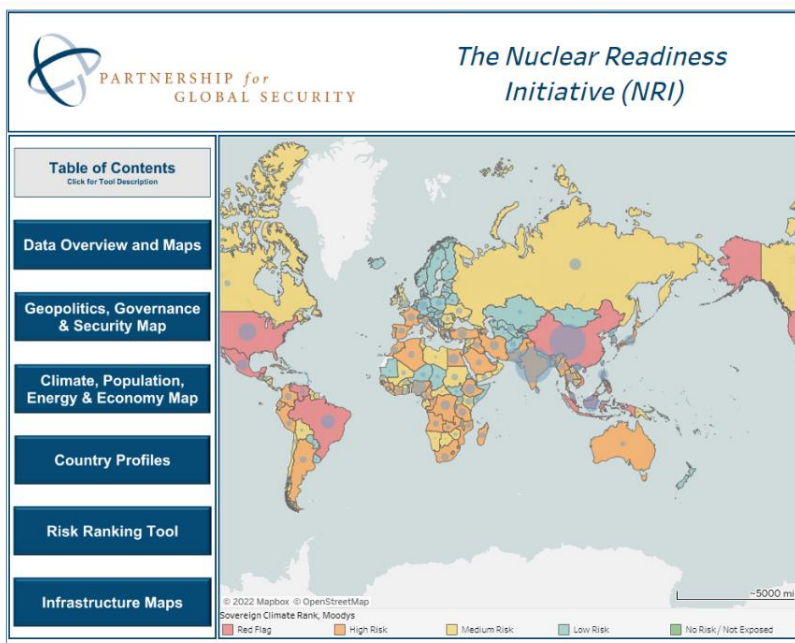 PARTNERSHIP for
GLOBAL SECURITY
The Nuclear Readiness
Initiative (NRI)
Table of Contents
Click for Tool Description
Data Overview and Maps
Geopolitics, Governance
& Security Map
Climate, Population,
Energy & Economy Map
Country Profiles
Risk Ranking Tool
Infrastructure Maps
© 2022 Mapbox © OpenStreetMap
~5000 mi
Sovereign Climate Rank, Moodys
Red Flag
High Risk
Medium Risk
Low Risk
No Risk / Not Exposed